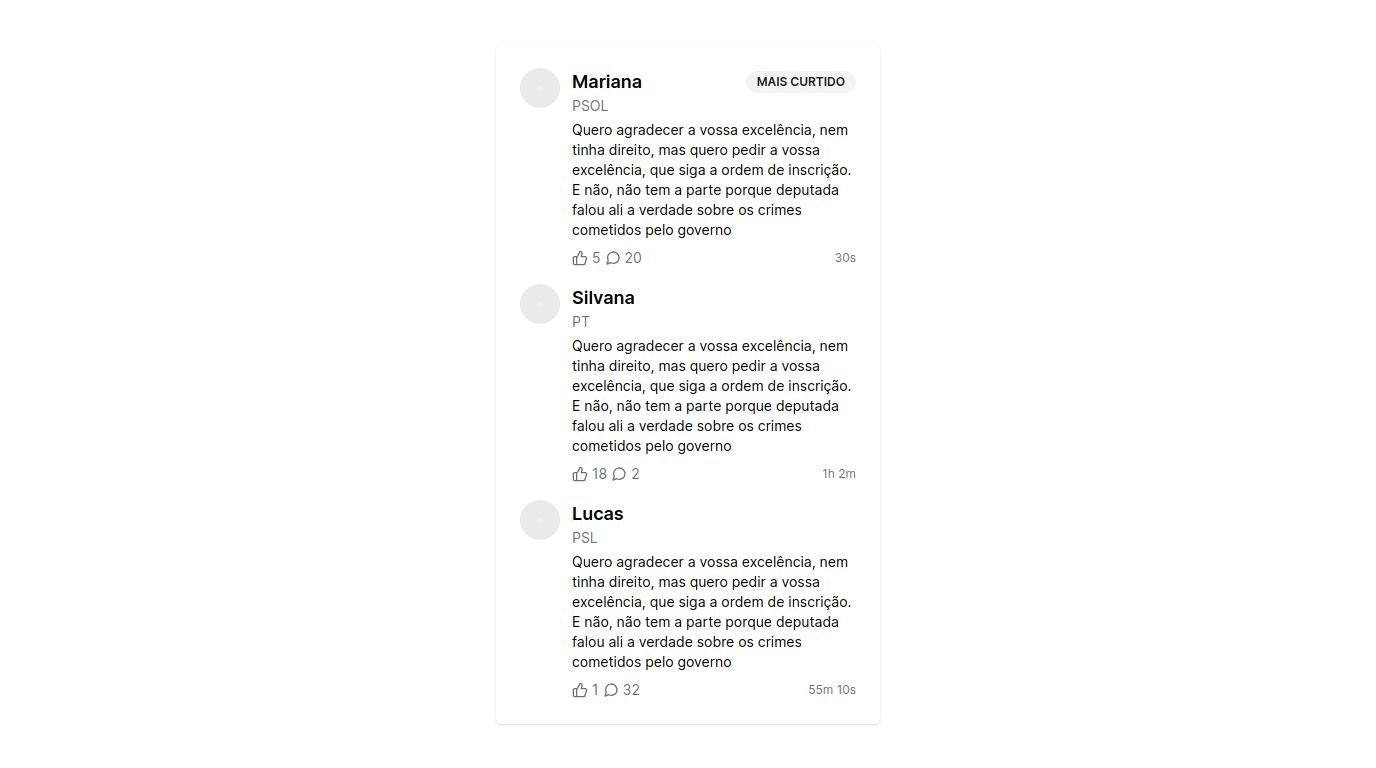 Mariana
MAIS CURTIDO
PSOL
Quero agradecer a vossa excelência, nem
tinha direito, mas quero pedir a vossa
excelência, que siga a ordem de inscrição.
E não, não tem a parte porque deputada
falou ali a verdade sobre os crimes
cometidos pelo governo
5 20 30s
Silvana
PT
Quero agradecer a vossa excelência, nem
tinha direito, mas quero pedir a vossa
excelência, que siga a ordem de inscrição.
E não, não tem a parte porque deputada
falou ali a verdade sobre os crimes
cometidos pelo governo
18 2 1h 2m
Lucas
PSL
Quero agradecer a vossa excelência, nem
tinha direito, mas quero pedir a vossa
excelência, que siga a ordem de inscrição.
E não, não tem a parte porque deputada
falou ali a verdade sobre os crimes
cometidos pelo governo
1 32 55m 10s